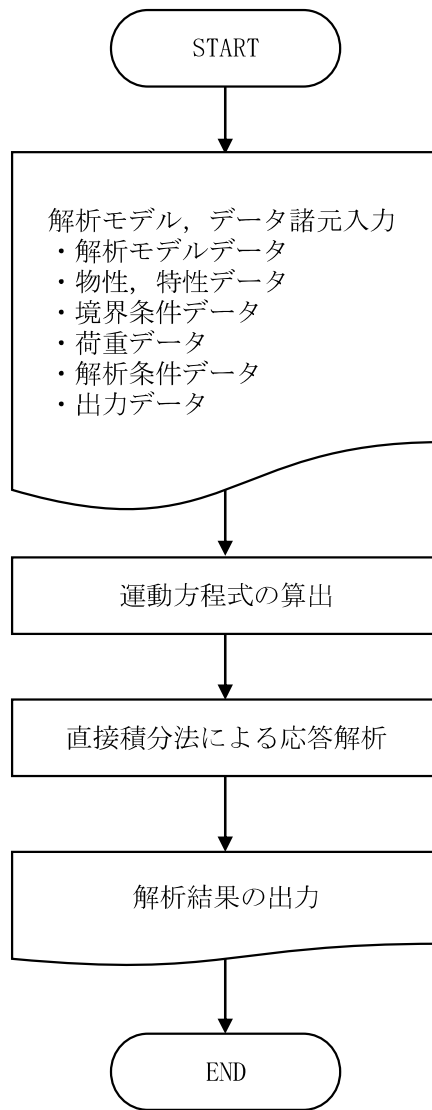 START
解析モデル，データ諸元入力
・解析モデルデータ
・物性，特性データ
・境界条件データ
・荷重データ
・解析条件データ
・出力データ
運動方程式の算出
直接積分法による応答解析
解析結果の出力
END